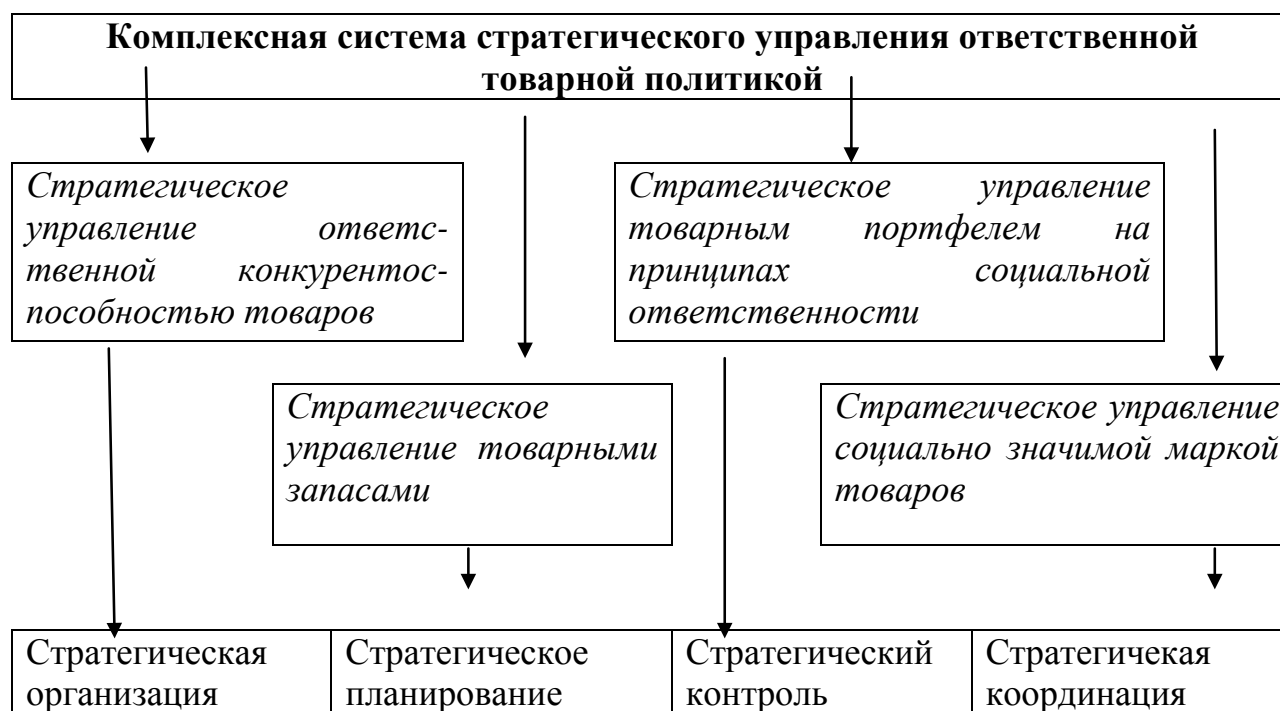 Комплексная система стратегического управления ответственной
товарной политикой
Стратегическое
управление ответс-
твенной конкурентос-
пособностью товаров
Стратегическое управление
товарным портфелем на
принципах социальной
ответственности
Стратегическое
управление товарными
запасами
Стратегическое управление
социально значимой маркой
товаров
Стратегическая
организация
Стратегическое
планирование
Стратегический
контроль
Стратегичекая
координация